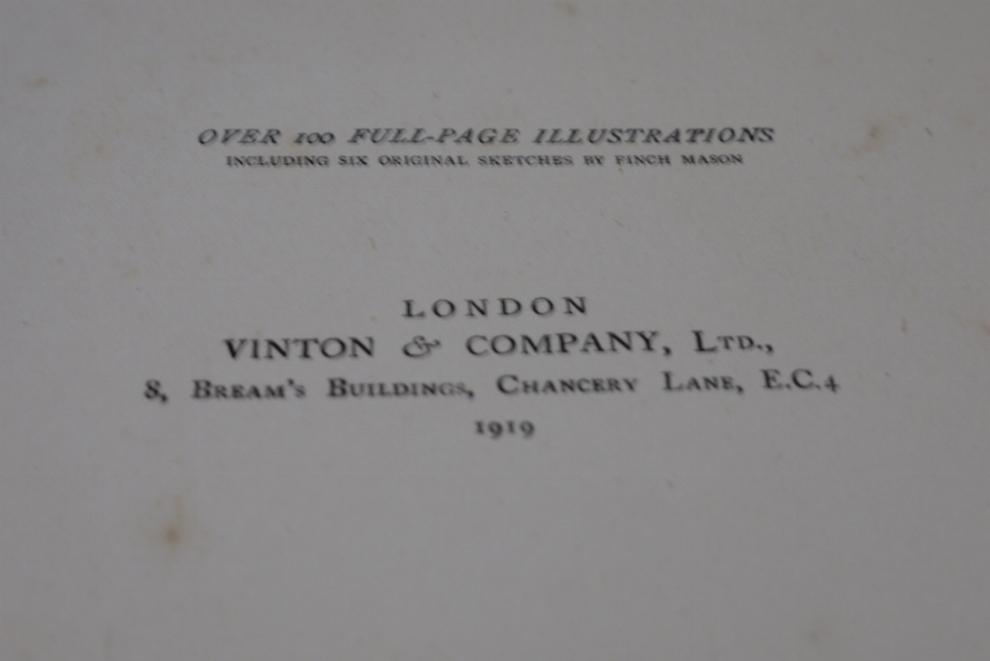 OVER 100 FULL-PAGE ILLUSTRATIONS
INCLUDING SIX ORIGINAL SKETCHES BY FINCH MASON
LONDON
VINTON & COMPANY, LTD.,
8, BREAM'S BUILDINGS, CHANCERY LANE, E.C.4
1919